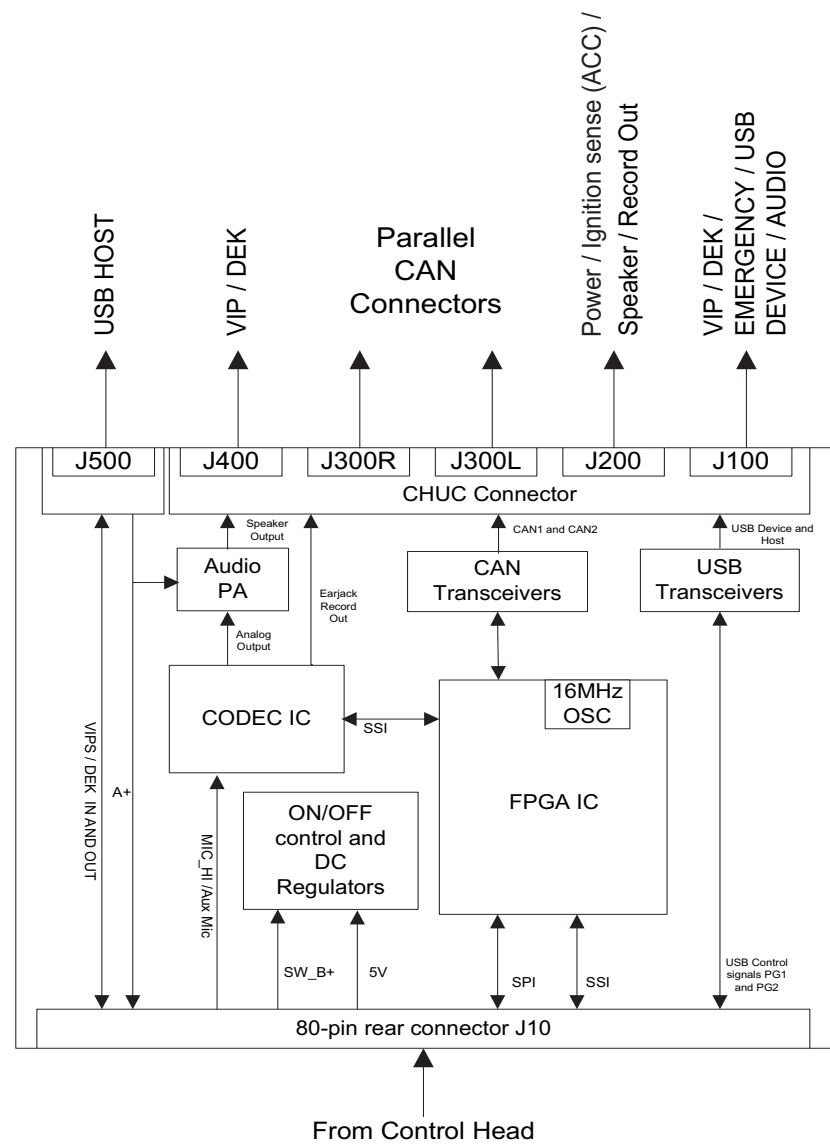 USB HOST
VIP / DEK
Parallel
CAN
Connectors
Power / Ignition sense (ACC) /
Speaker / Record Out
VIP / DEK /
EMERGENCY / USB
DEVICE / AUDIO
J500
J400
J300R
J300L
J200
J100
CHUC Connector
Speaker
Output
CAN1 and CAN2
USB Device and
Host
Audio
PA
Earjack
Record
Out
CAN
Transceivers
USB
Transceivers
Analog
Output
CODEC IC
SSI
16MHz
OSC
FPGA IC
VIPS / DEK IN AND OUT
A+
MIC_HI /Aux Mic
ON/OFF
control and
DC
Regulators
SW_B+
5V
SPI
SSI
USB Control
signals PG1
and PG2
80-pin rear connector J10
From Control Head